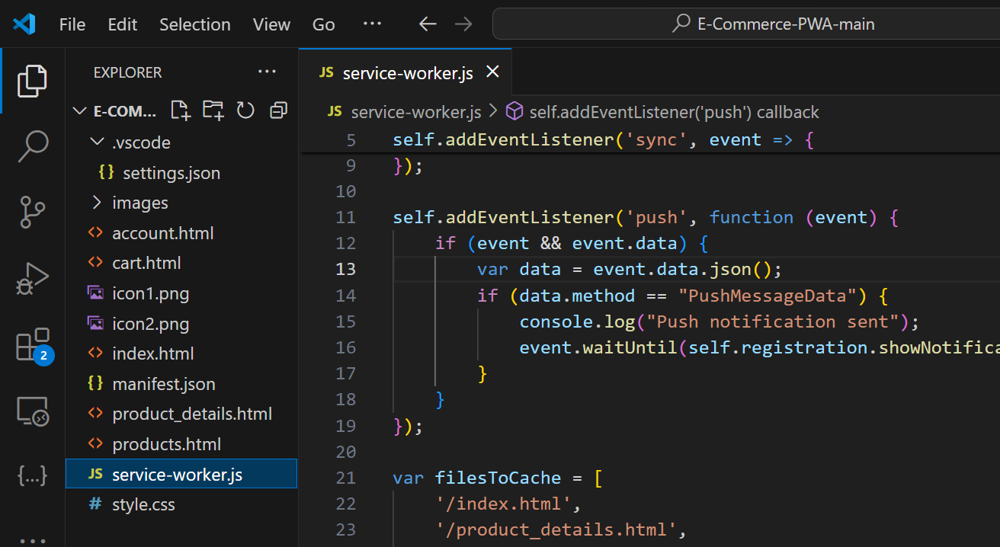 File Edit Selection View Go ··· E-Commerce-PWA-main
EXPLORER ···
E-COM...
.vscode
{} settings.json
images
<> account.html
<> cart.html
icon1.png
icon2.png
<> index.html
{} manifest.json
<> product_details.html
<> products.html
JS service-worker.js
# style.css
2
{...}
···
JS service-worker.js
JS service-worker.js > self.addEventListener('push') callback
5 self.addEventListener('sync', event => {
9 });
10
11 self.addEventListener('push', function (event) {
12 if (event && event.data) {
13 var data = event.data.json();
14 if (data.method == "PushMessageData") {
15 console.log("Push notification sent");
16 event.waitUntil(self.registration.showNotifica
17 }
18 }
19 });
20
21 var filesToCache = [
22 '/index.html',
23 '/product_details.html',